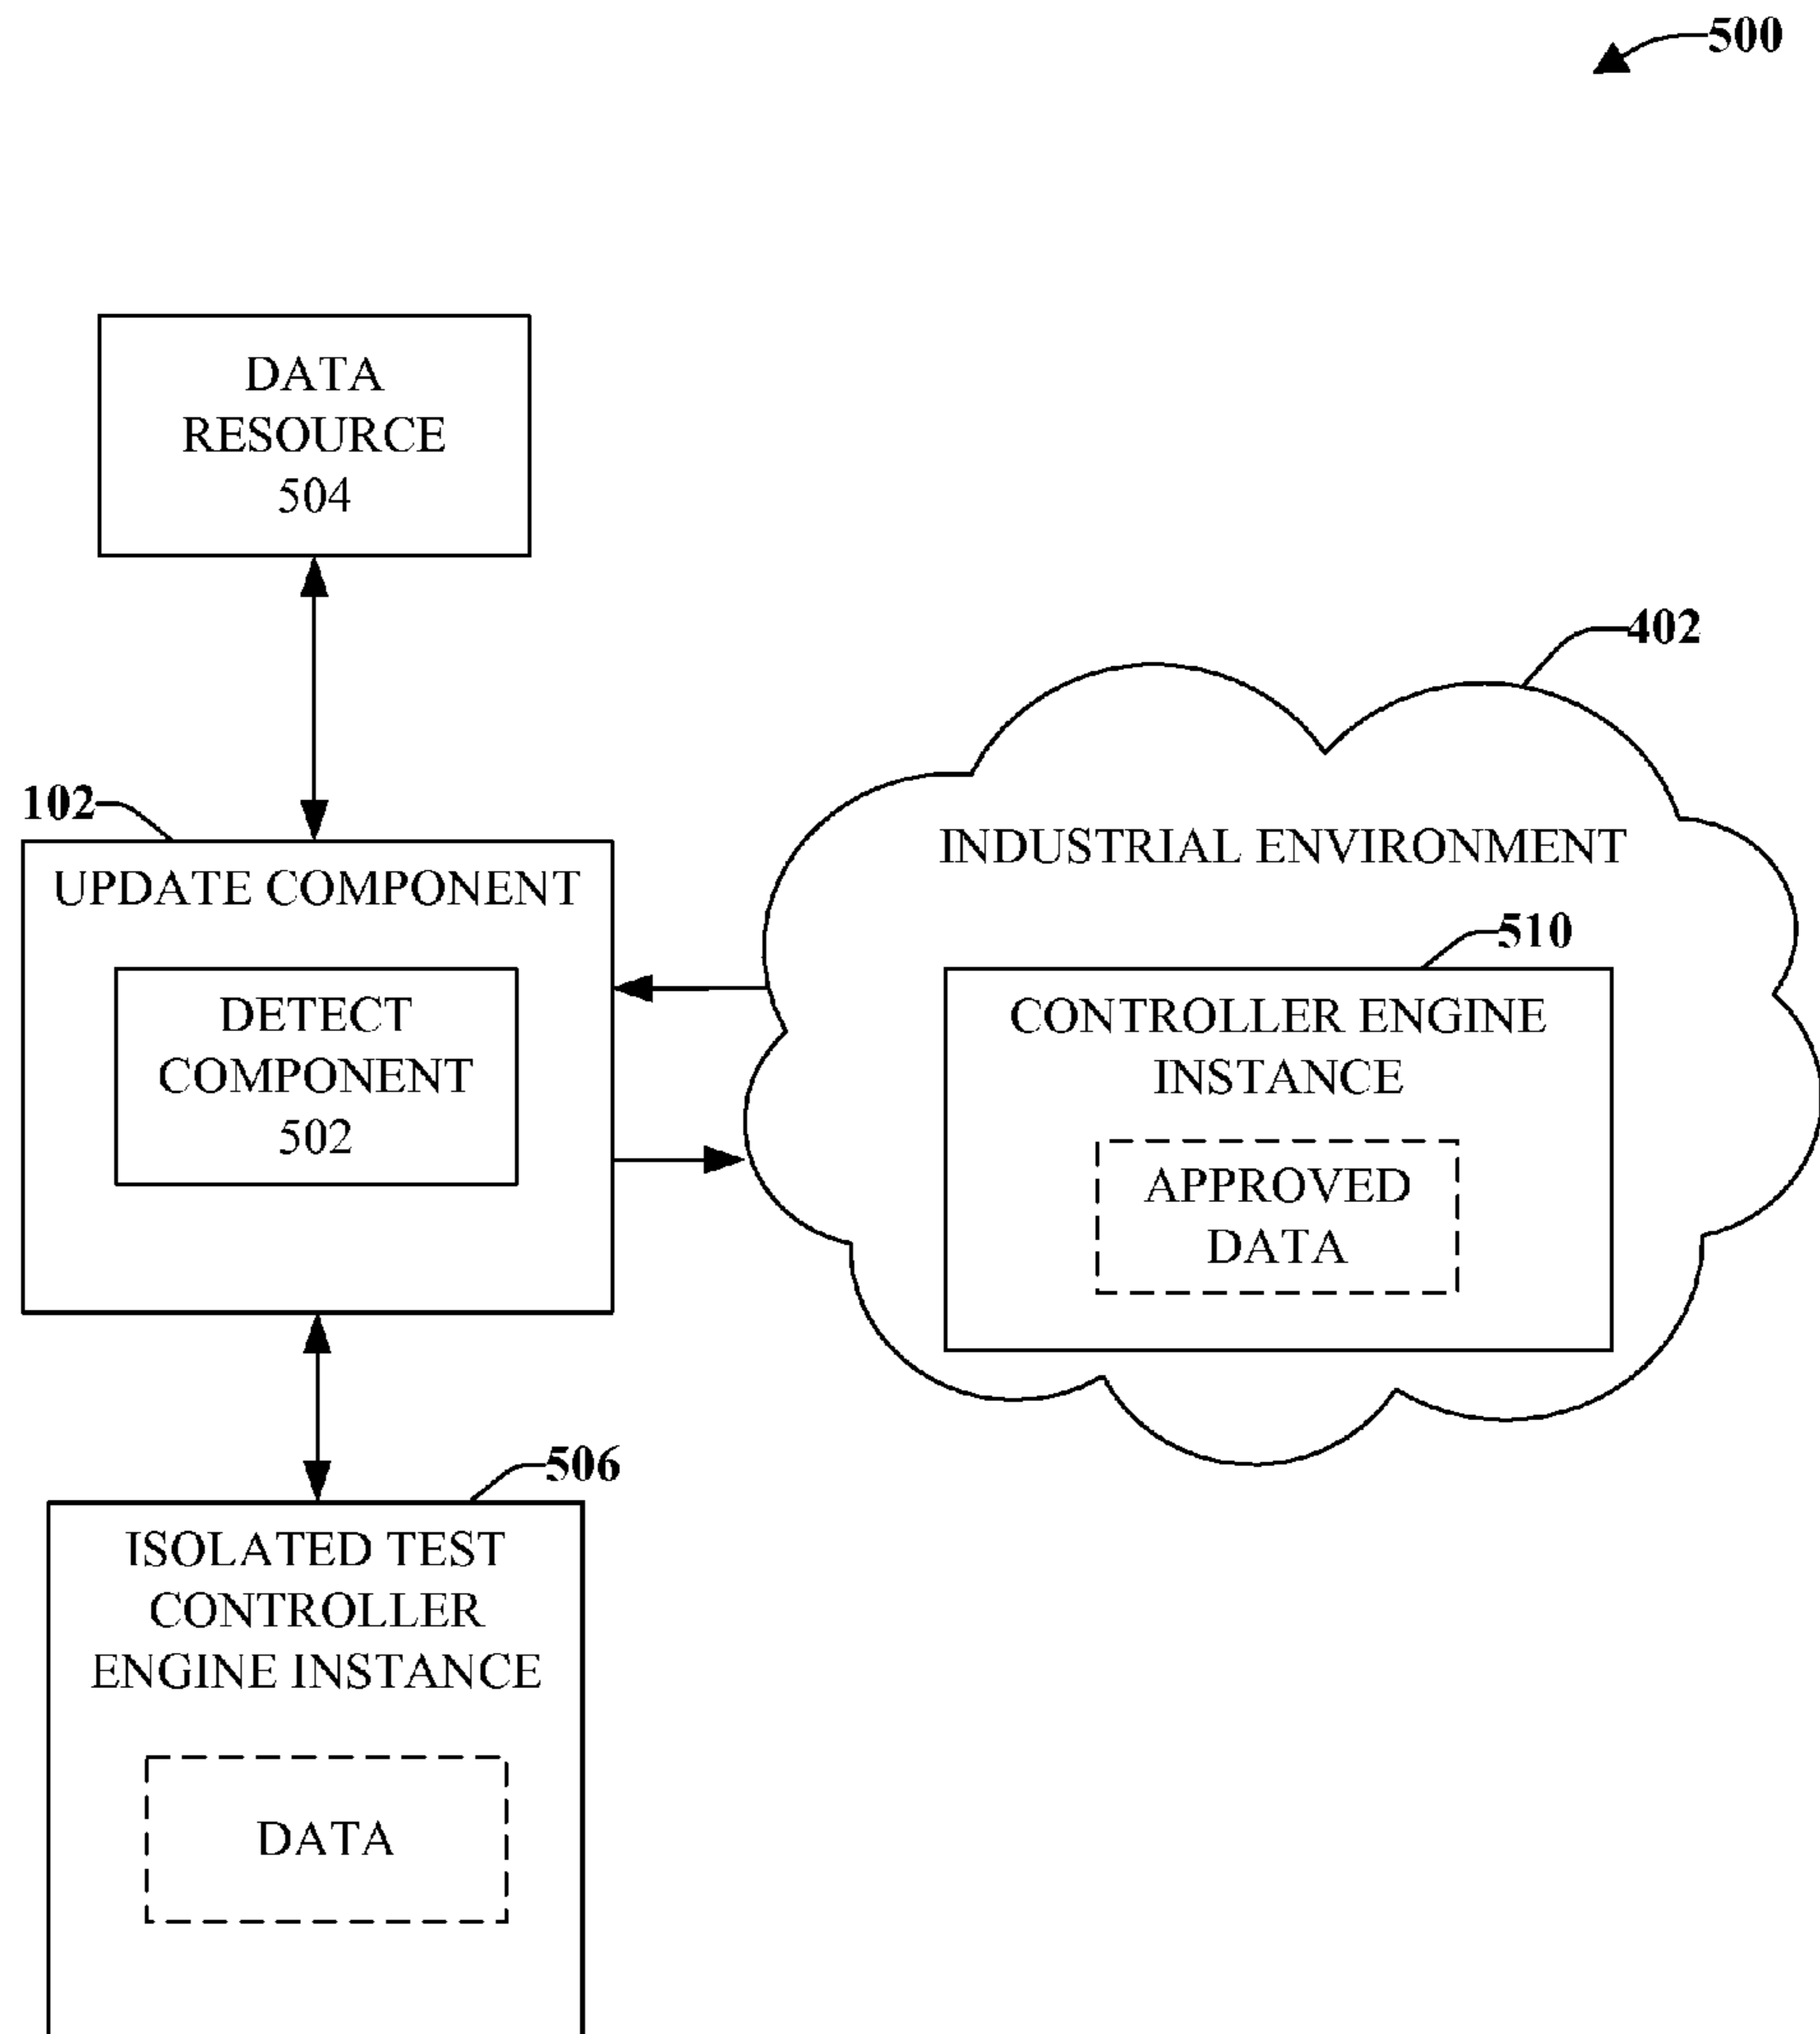 500
DATA
RESOURCE
504
402
102
UPDATE COMPONENT
DETECT
COMPONENT
502
INDUSTRIAL ENVIRONMENT
510
CONTROLLER ENGINE
INSTANCE
APPROVED
DATA
506
ISOLATED TEST
CONTROLLER
ENGINE INSTANCE
DATA